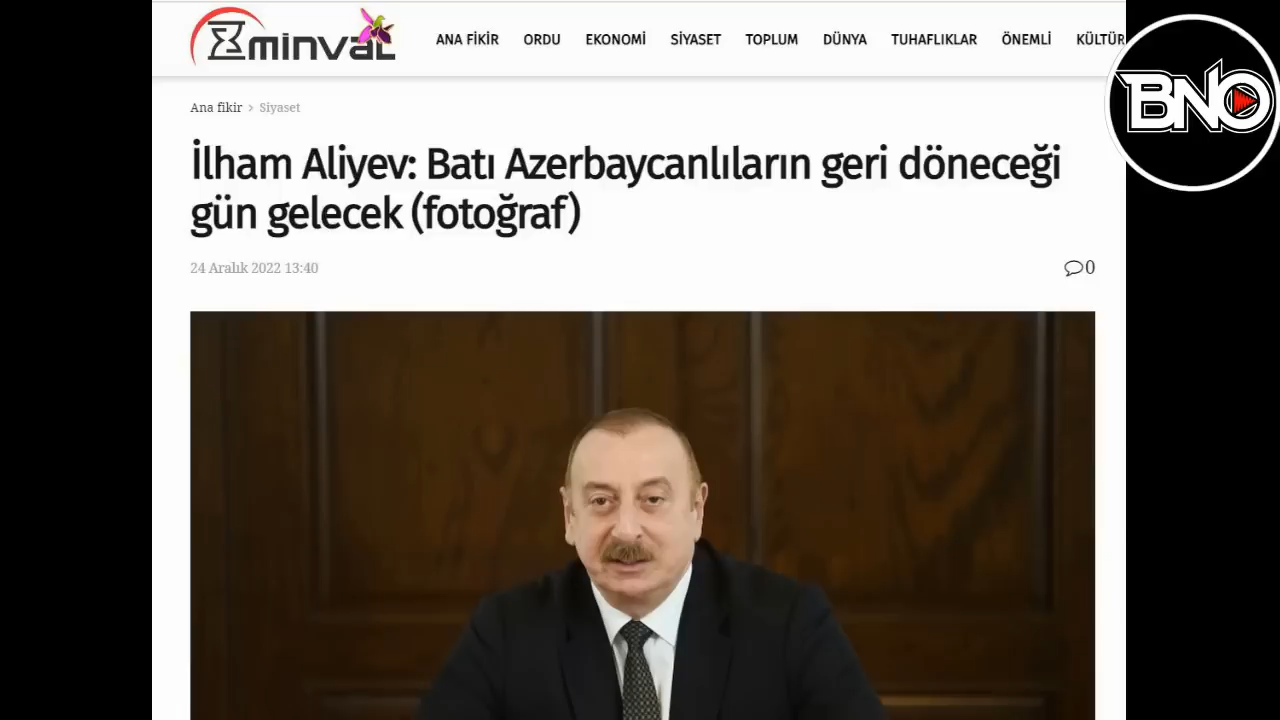 minval
ANA FİKİR ORDU EKONOMİ SİYASET TOPLUM DÜNYA TUHAFLIKLAR ÖNEMLİ KÜLTÜR
BNO
Ana fikir > Siyaset
İlham Aliyev: Batı Azerbaycanlıların geri döneceği
gün gelecek (fotoğraf)
24 Aralık 2022 13:40
0